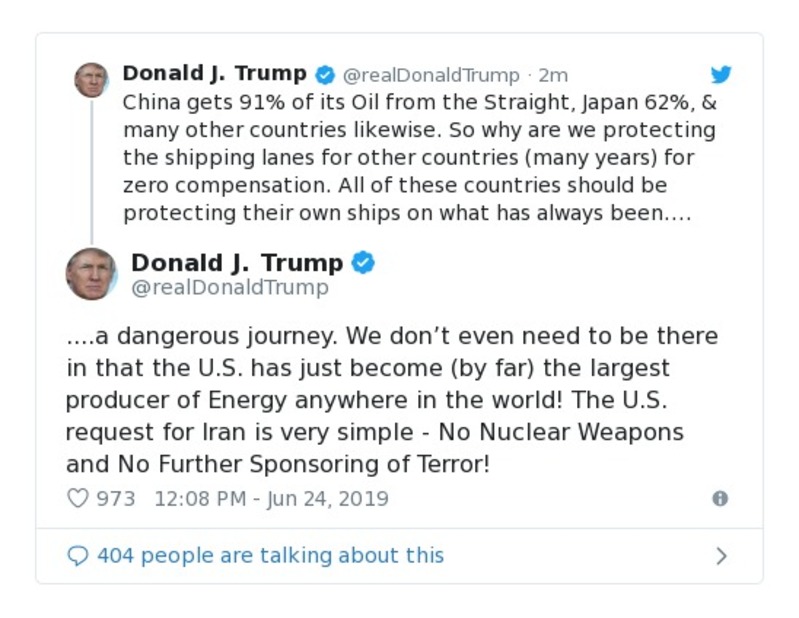 Donald J. Trump @realDonaldTrump · 2m
China gets 91% of its Oil from the Straight, Japan 62%, &
many other countries likewise. So why are we protecting
the shipping lanes for other countries (many years) for
zero compensation. All of these countries should be
protecting their own ships on what has always been....
Donald J. Trump
@realDonaldTrump
....a dangerous journey. We don’t even need to be there
in that the U.S. has just become (by far) the largest
producer of Energy anywhere in the world! The U.S.
request for Iran is very simple - No Nuclear Weapons
and No Further Sponsoring of Terror!
973 12:08 PM - Jun 24, 2019
404 people are talking about this